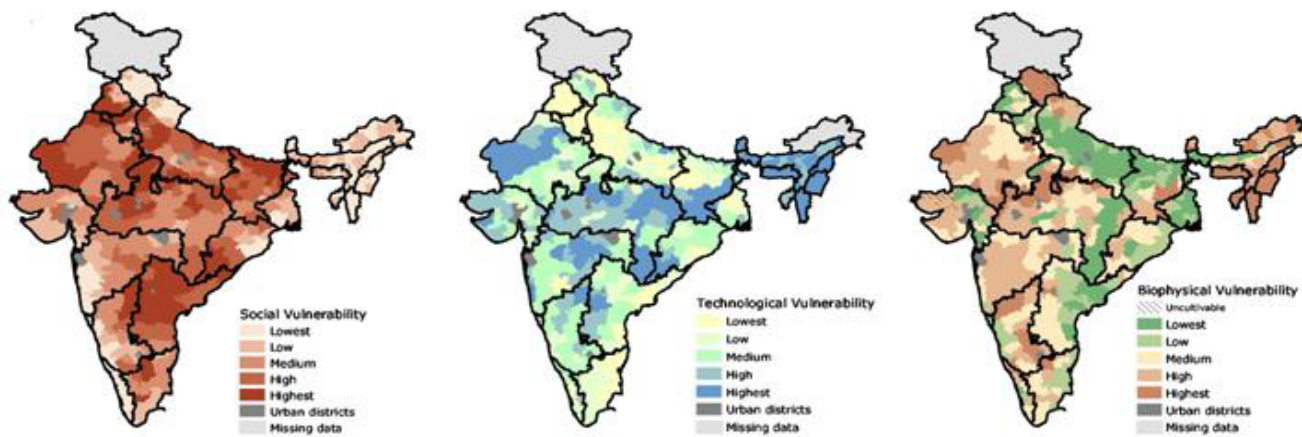 Social Vulnerability
Lowest
Low
Medium
High
Highest
Urban districts
Missing data
Technological Vulnerability
Lowest
Low
Medium
High
Highest
Urban districts
Missing data
Biophysical Vulnerability
Uncultivable
Lowest
Low
Medium
High
Highest
Urban districts
Missing data